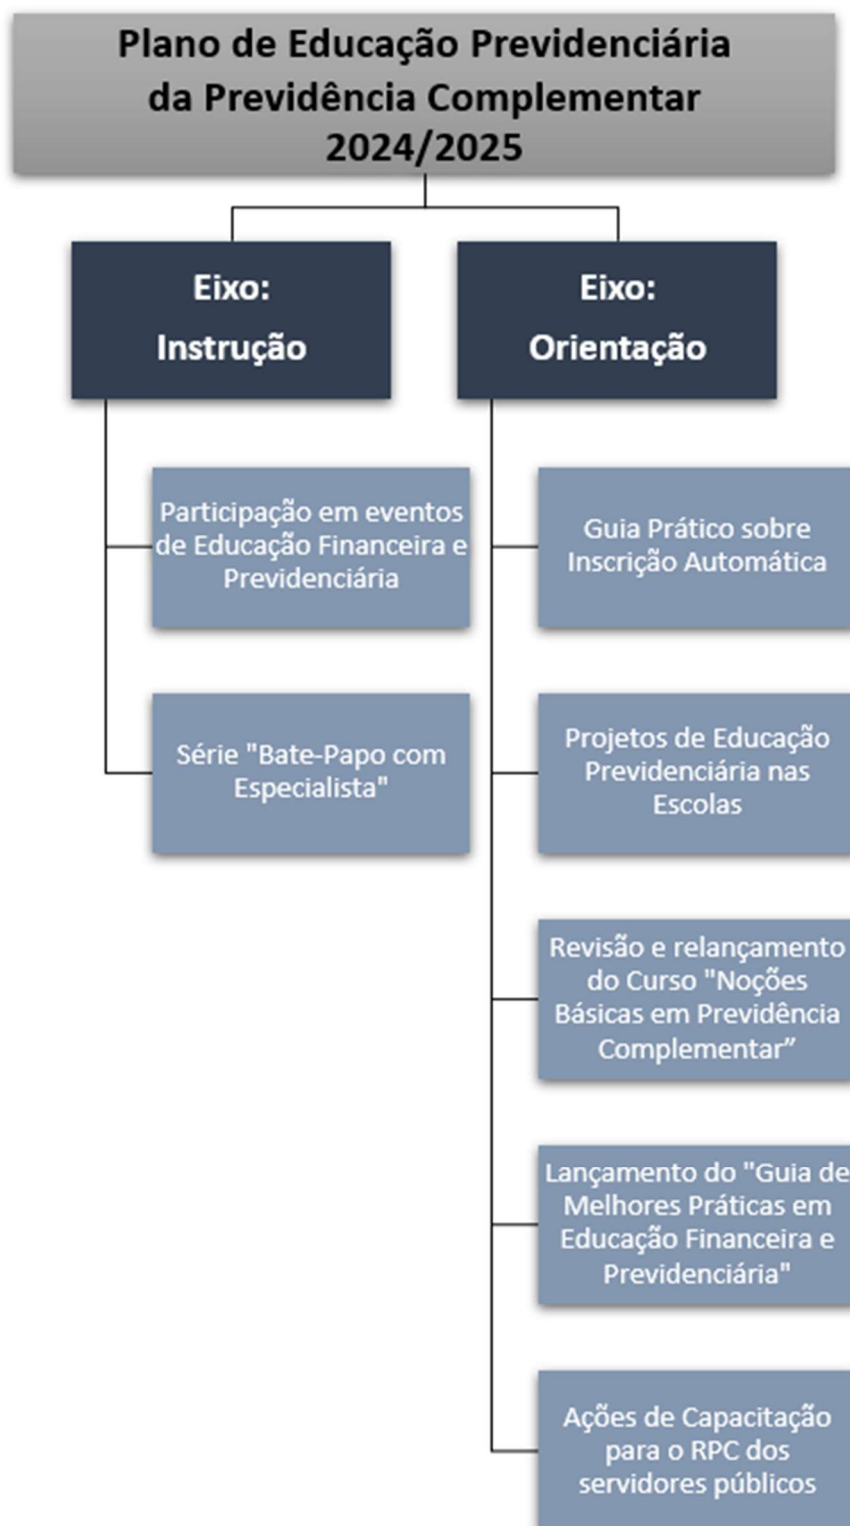 Plano de Educação Previdenciária
da Previdência Complementar
2024/2025
Eixo:
Instrução
Participação em eventos
de Educação Financeira e
Previdenciária
Série "Bate-Papo com
Especialista"
Eixo:
Orientação
Guia Prático sobre
Inscrição Automática
Projetos de Educação
Previdenciária nas
Escolas
Revisão e relançamento
do Curso "Noções
Básicas em Previdência
Complementar”
Lançamento do "Guia de
Melhores Práticas em
Educação Financeira e
Previdenciária"
Ações de Capacitação
para o RPC dos
servidores públicos